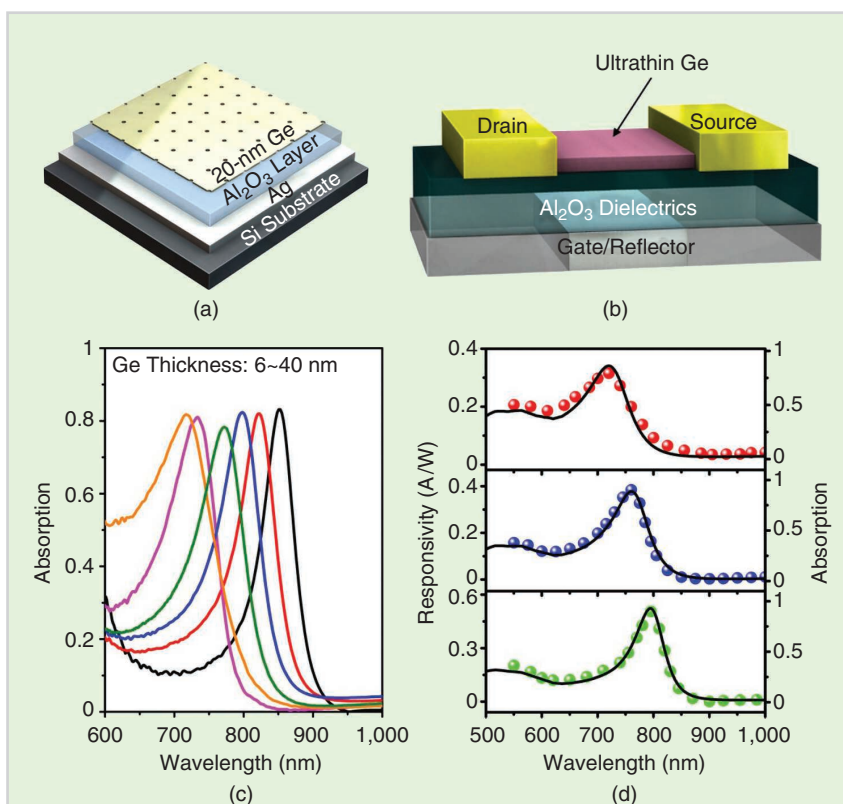 20-nm Ge
Al₂O₃ Layer
Ag
Si Substrate
(a)
Ultrathin Ge
Drain
Source
Al₂O₃ Dielectrics
Gate/Reflector
(b)
Ge Thickness: 6~40 nm
1
0.8
0.6
0.4
0.2
0
Absorption
600 700 800 900 1,000
Wavelength (nm)
(c)
0.4
0.2
0
0.4
0.2
0
0.6
0.3
0
Responsivity (A/W)
1
0.5
0
1
0.5
0
1
0.5
0
Absorption
500 600 700 800 900 1,000
Wavelength (nm)
(d)